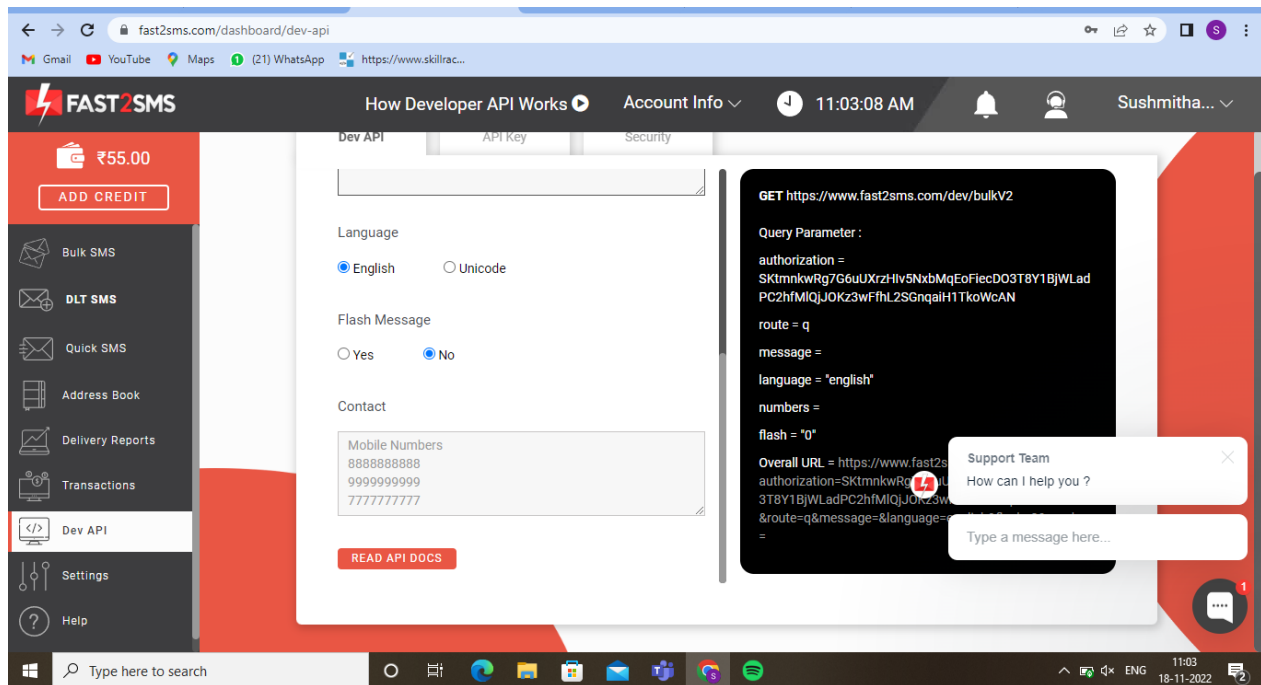 fast2sms.com/dashboard/dev-api
Gmail YouTube Maps (21) WhatsApp https://www.skillrac...
FAST2SMS How Developer API Works Account Info 11:03:08 AM Sushmitha...
₹55.00
ADD CREDIT
Bulk SMS
DLT SMS
Quick SMS
Address Book
Delivery Reports
Transactions
Dev API
Settings
Help
Dev API API Key Security
Language
English Unicode
Flash Message
Yes No
Contact
Mobile Numbers
8888888888
9999999999
7777777777
READ API DOCS
GET https://www.fast2sms.com/dev/bulkV2
Query Parameter :
authorization =
SKtmnkwRg7G6uUXrzHIv5NxbMqEoFiecDO3T8Y1BjWLad
PC2hfMlQjJOKz3wFfhL2SGnqaiH1TkoWcAN
route = q
message =
language = "english"
numbers =
flash = "0"
Overall URL = https://www.fast2s
authorization=SKtmnkwRg
3T8Y1BjWLadPC2hfMlQjJOKz3w
&route=q&message=&language=e
=
Support Team
How can I help you ?
Type a message here...
1
Type here to search
ENG
11:03
18-11-2022
2
S